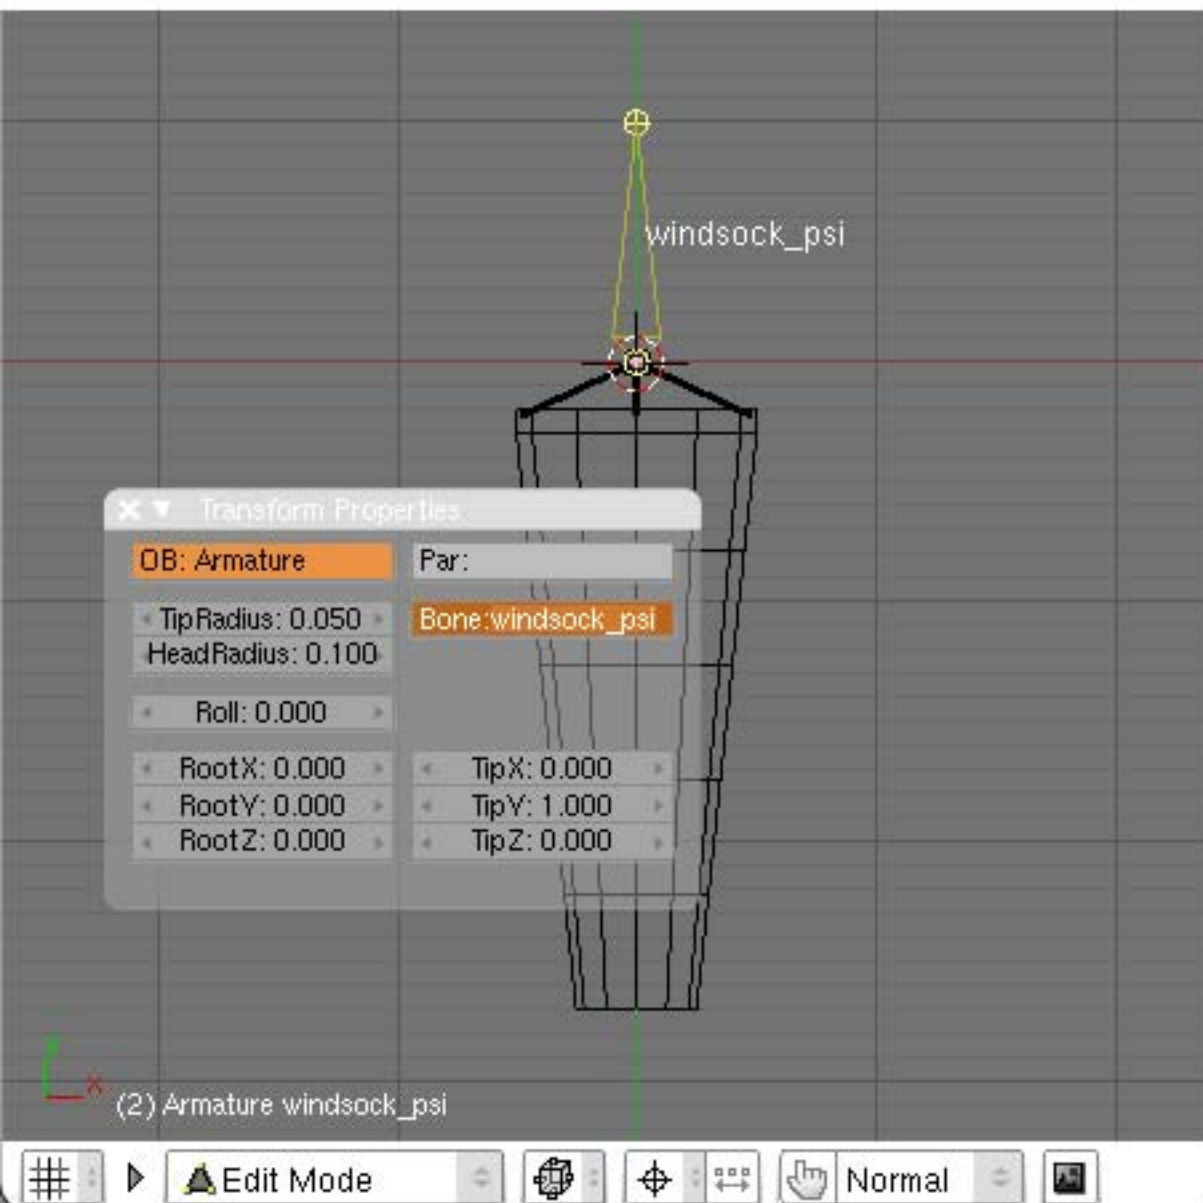 windsock_psi
Transform Properties
OB: Armature
Par:
TipRadius: 0.050
Bone:windsock_psi
HeadRadius: 0.100
Roll: 0.000
RootX: 0.000
TipX: 0.000
RootY: 0.000
TipY: 1.000
RootZ: 0.000
TipZ: 0.000
x
(2) Armature windsock_psi
Edit Mode
Normal